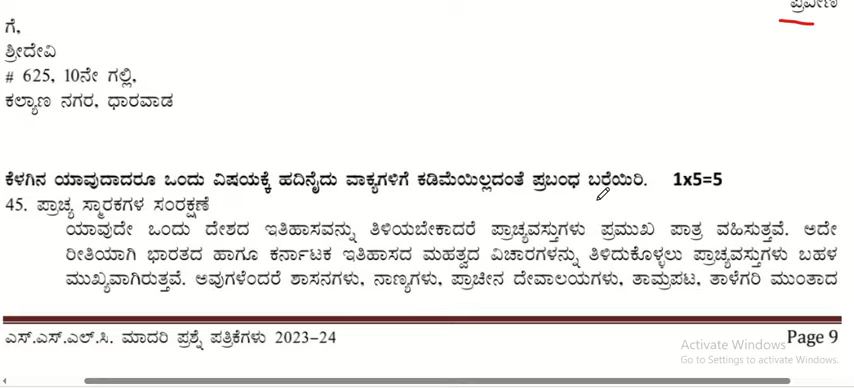 ಪ್ರವೀಣ
ಗೆ,
ಶ್ರೀದೇವಿ
# 625, 10ನೇ ಗಲ್ಲಿ,
ಕಲ್ಯಾಣ ನಗರ, ಧಾರವಾಡ
ಕೆಳಗಿನ ಯಾವುದಾದರೂ ಒಂದು ವಿಷಯಕ್ಕೆ ಹದಿನೈದು ವಾಕ್ಯಗಳಿಗೆ ಕಡಿಮೆಯಿಲ್ಲದಂತೆ ಪ್ರಬಂಧ ಬರೆಯಿರಿ. 1x5=5
45. ಪ್ರಾಚ್ಯ ಸ್ಮಾರಕಗಳ ಸಂರಕ್ಷಣೆ
ಯಾವುದೇ ಒಂದು ದೇಶದ ಇತಿಹಾಸವನ್ನು ತಿಳಿಯಬೇಕಾದರೆ ಪ್ರಾಚ್ಯವಸ್ತುಗಳು ಪ್ರಮುಖ ಪಾತ್ರ ವಹಿಸುತ್ತವೆ. ಅದೇ
ರೀತಿಯಾಗಿ ಭಾರತದ ಹಾಗೂ ಕರ್ನಾಟಕ ಇತಿಹಾಸದ ಮಹತ್ವದ ವಿಚಾರಗಳನ್ನು ತಿಳಿದುಕೊಳ್ಳಲು ಪ್ರಾಚ್ಯವಸ್ತುಗಳು ಬಹಳ
ಮುಖ್ಯವಾಗಿರುತ್ತವೆ. ಅವುಗಳೆಂದರೆ ಶಾಸನಗಳು, ನಾಣ್ಯಗಳು, ಪ್ರಾಚೀನ ದೇವಾಲಯಗಳು, ತಾಮ್ರಪಟ, ತಾಳೆಗರಿ ಮುಂತಾದ
ಎಸ್.ಎಸ್.ಎಲ್.ಸಿ. ಮಾದರಿ ಪ್ರಶ್ನೆ ಪತ್ರಿಕೆಗಳು 2023-24 Page 9
Activate Windows
Go to Settings to activate Windows.